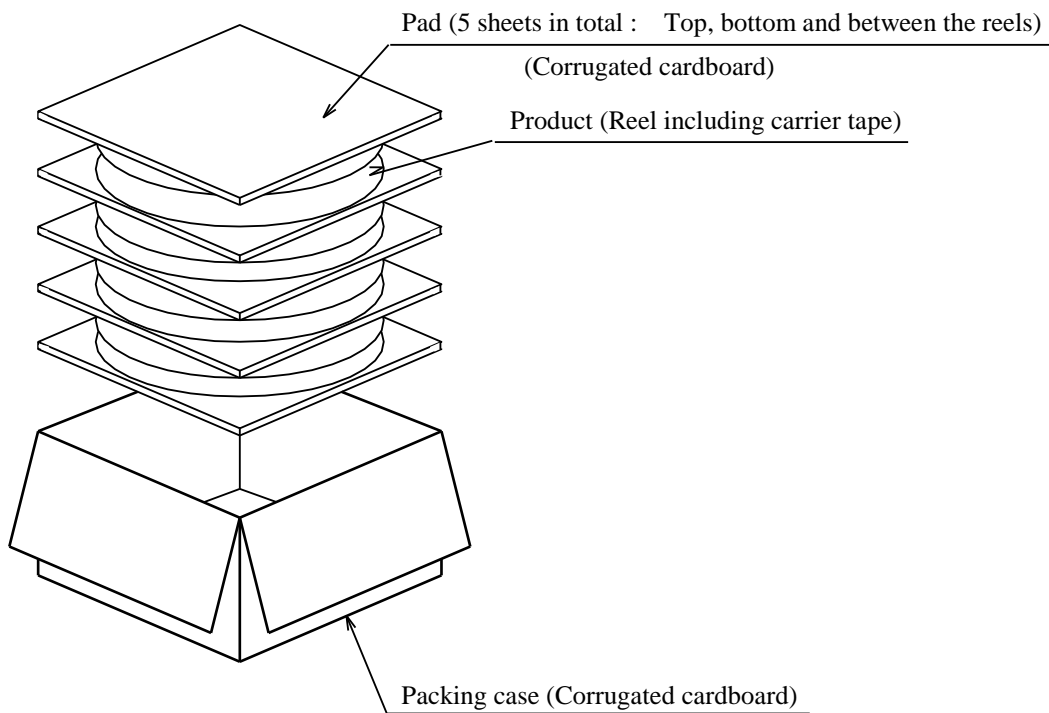 Pad (5 sheets in total :    Top, bottom and between the reels)
(Corrugated cardboard)
Product (Reel including carrier tape)
Packing case (Corrugated cardboard)